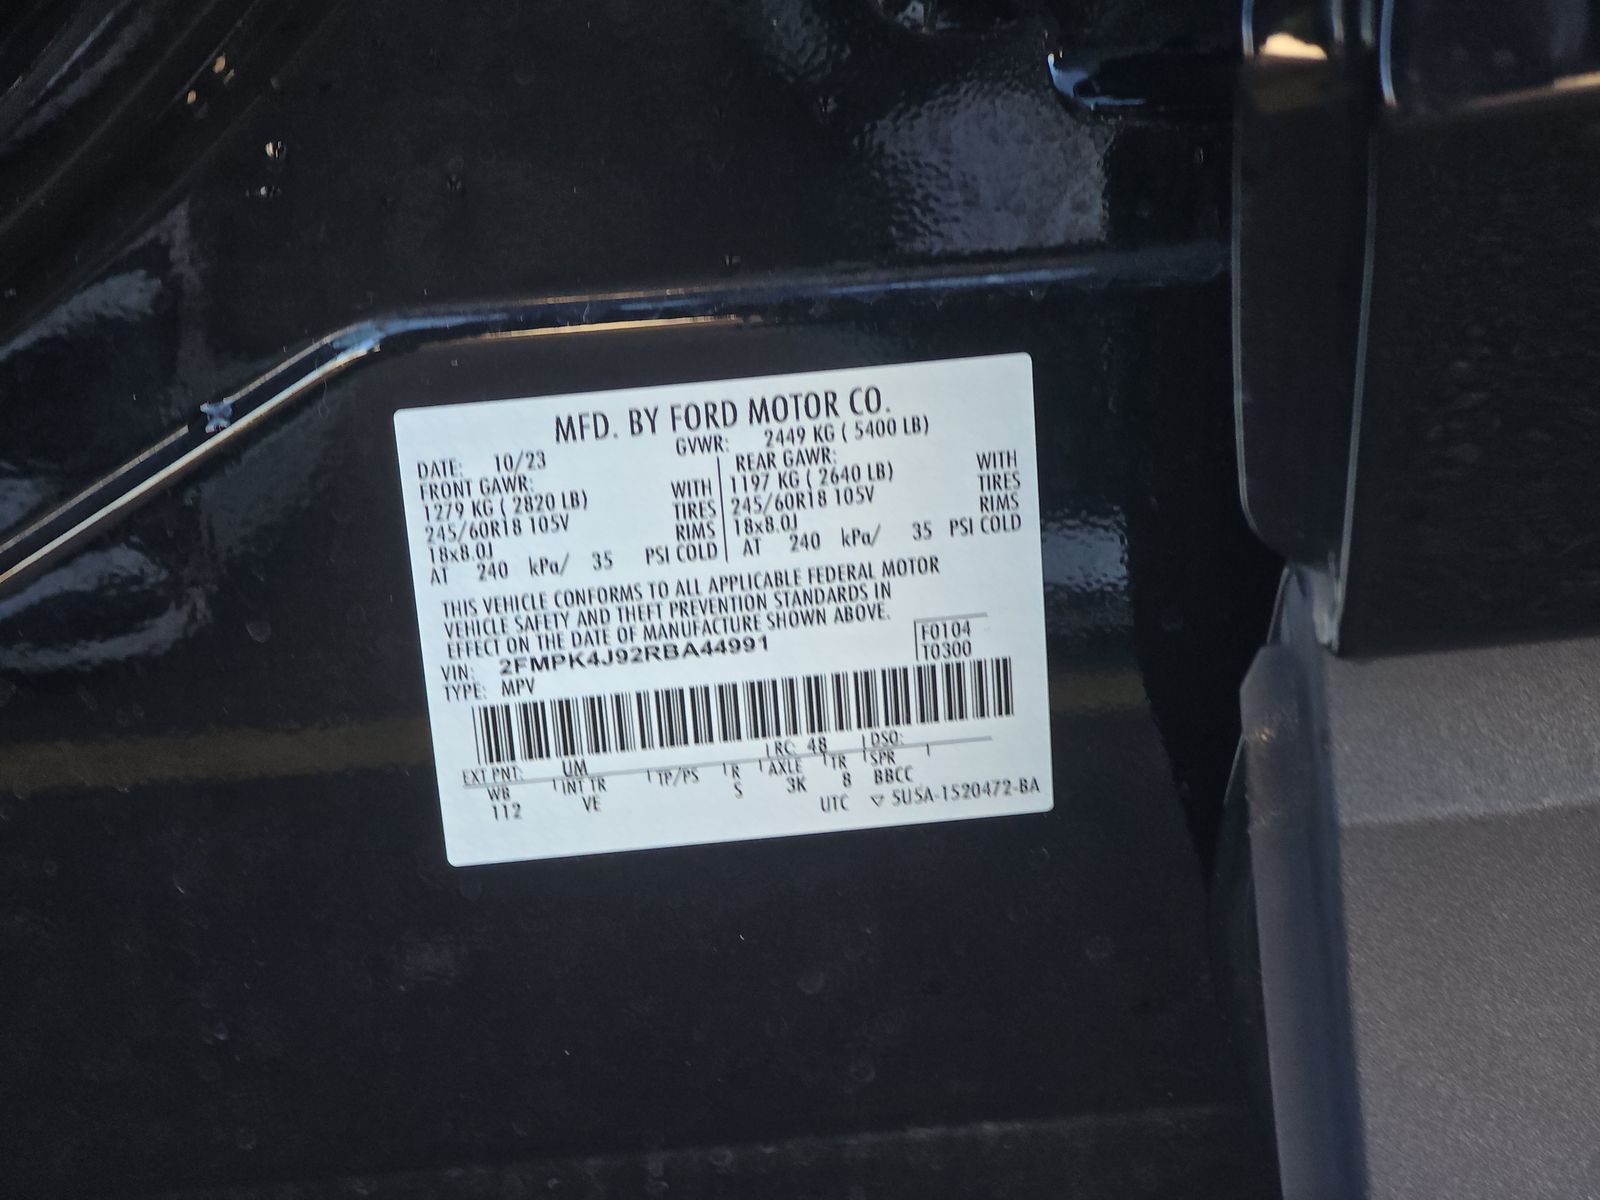 MFD. BY FORD MOTOR CO.
DATE: 10/23 GVWR: 2449 KG ( 5400 LB)
FRONT GAWR: REAR GAWR:
1279 KG ( 2820 LB) WITH 1197 KG ( 2640 LB) WITH
245/60R18 105V TIRES 245/60R18 105V TIRES
18x8.0J RIMS 18x8.0J RIMS
AT 240 kPa/ 35 PSI COLD AT 240 kPa/ 35 PSI COLD
THIS VEHICLE CONFORMS TO ALL APPLICABLE FEDERAL MOTOR
VEHICLE SAFETY AND THEFT PREVENTION STANDARDS IN
EFFECT ON THE DATE OF MANUFACTURE SHOWN ABOVE.
VIN: 2FMPK4J92RBA44991 F0104
TYPE: MPV T0300
EXT PNT: UM RC: 48 DSO:
WB INT TR TP/PS R AXLE TR SPR
112 VE S 3K 8 BBCC
UTC ▽ 5U5A-1520472-BA